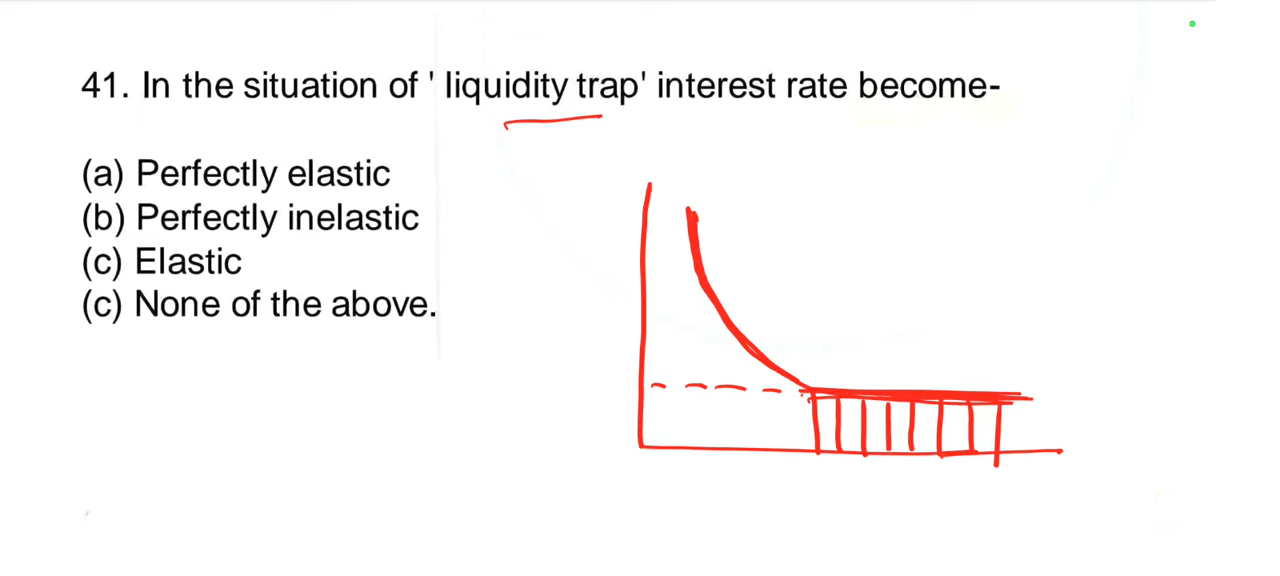 41. In the situation of ' liquidity trap' interest rate become-
(a) Perfectly elastic
(b) Perfectly inelastic
(c) Elastic
(c) None of the above.